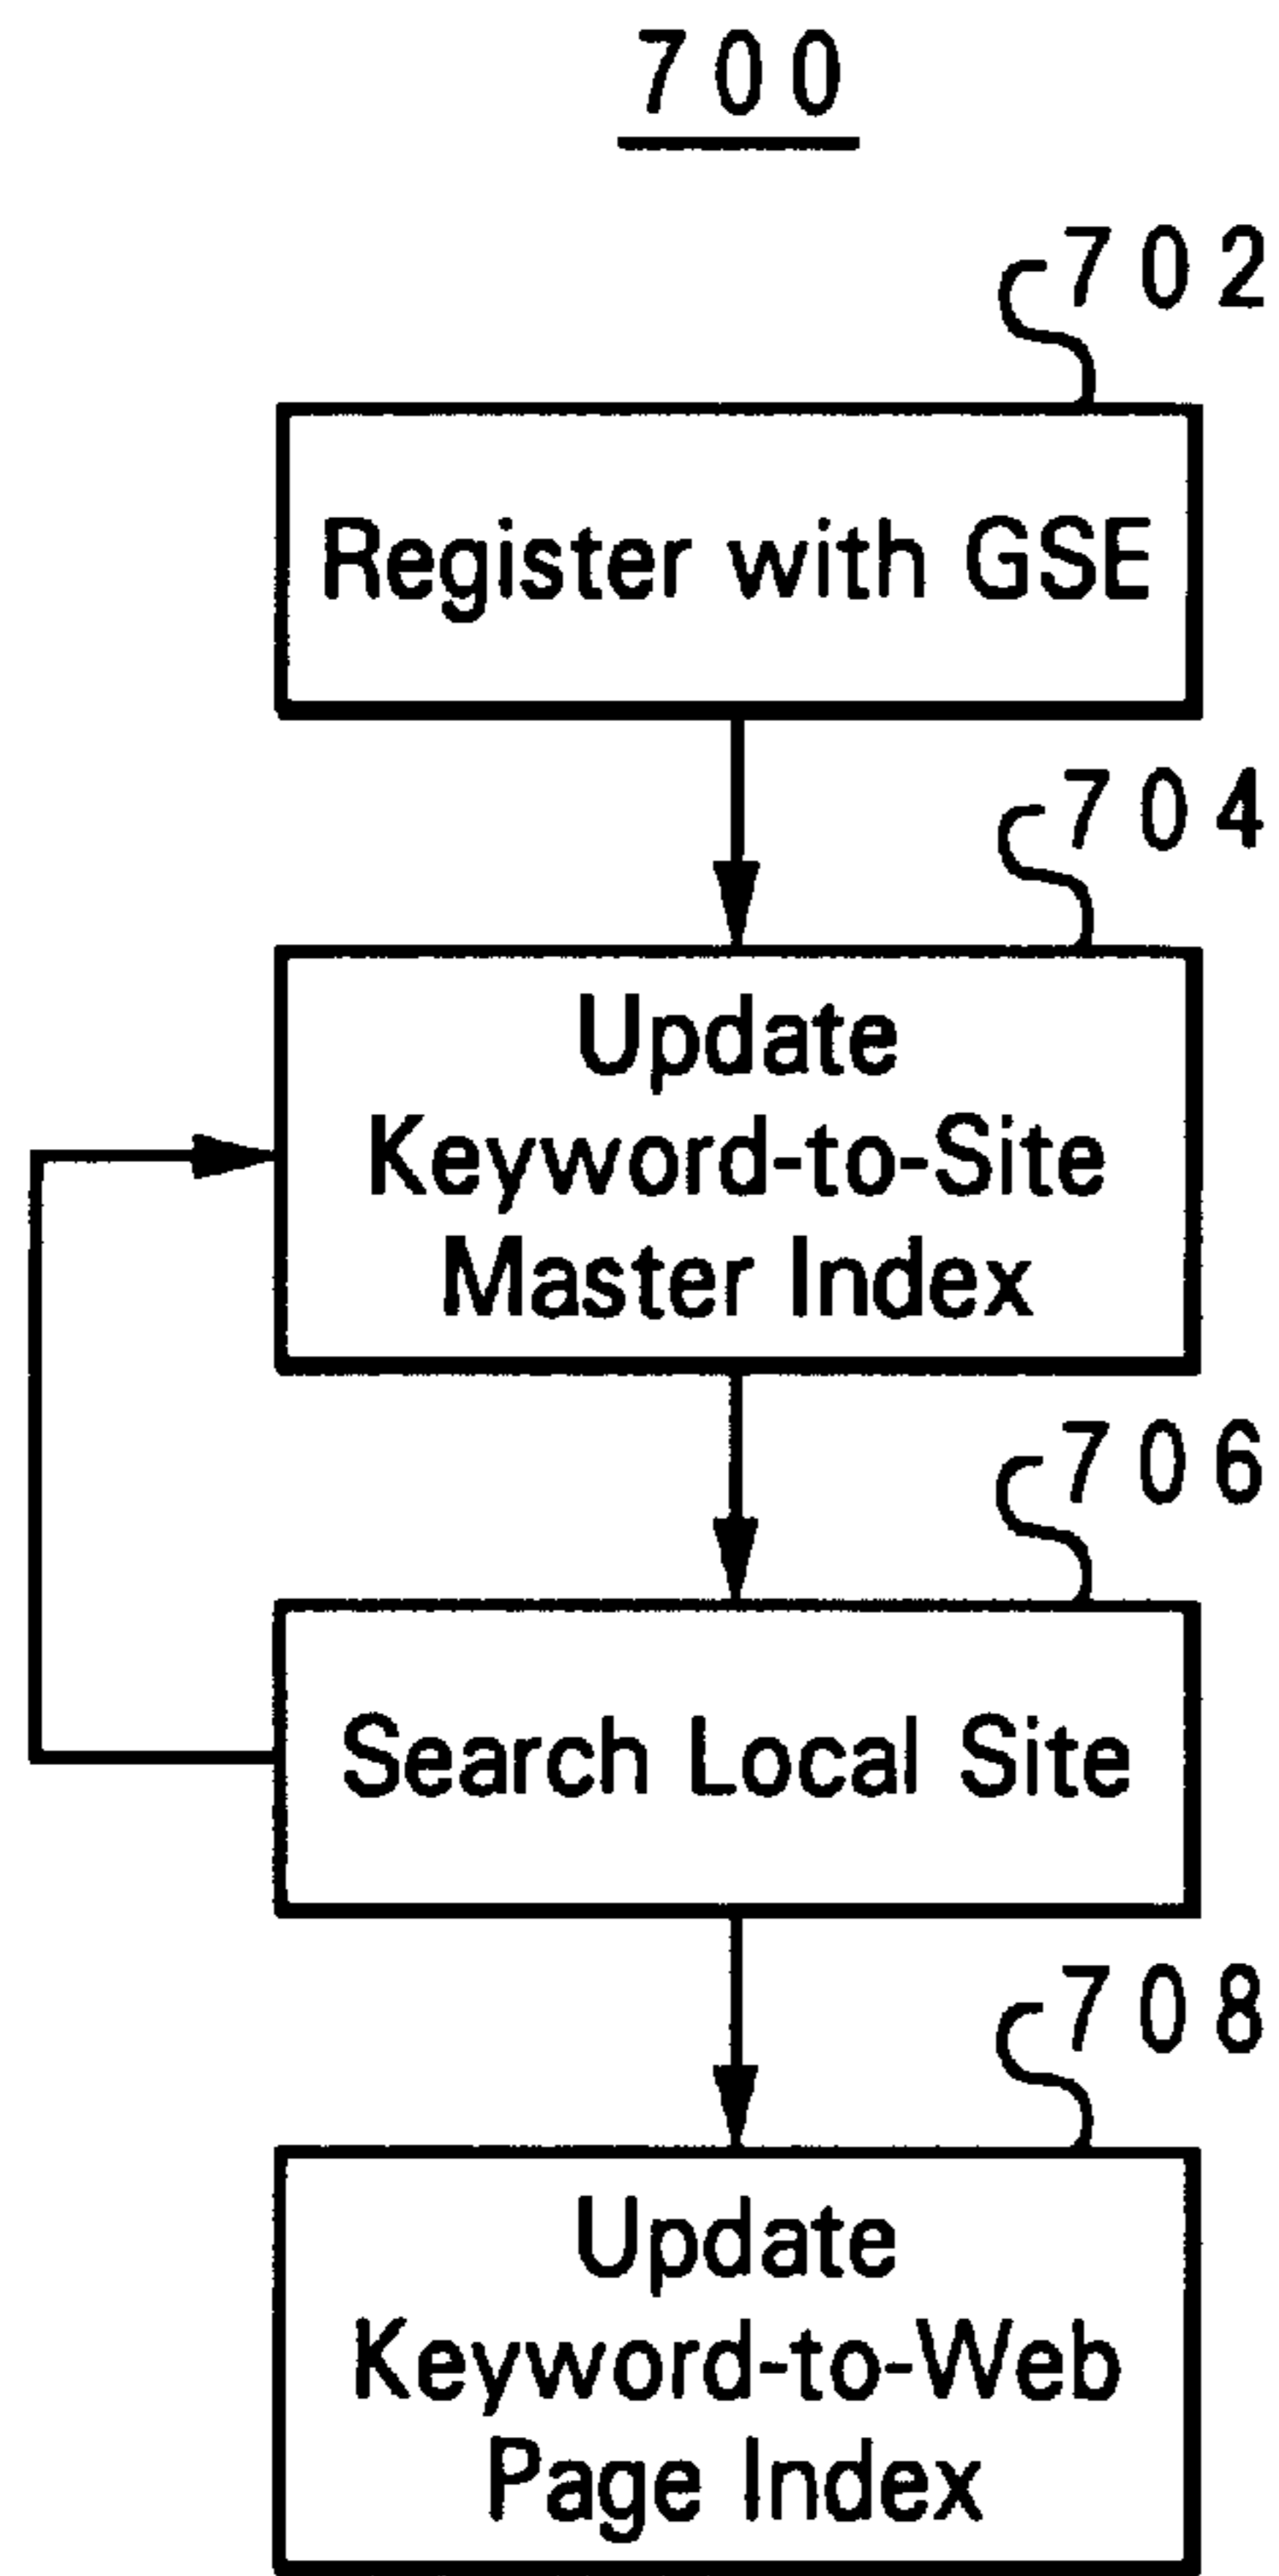 700
702
Register with GSE
704
Update
Keyword-to-Site
Master Index
706
Search Local Site
708
Update
Keyword-to-Web
Page Index